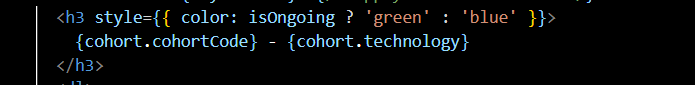 <h3 style={{ color: isOngoing ? 'green' : 'blue' }}>
{cohort.cohortCode} - {cohort.technology}
</h3>